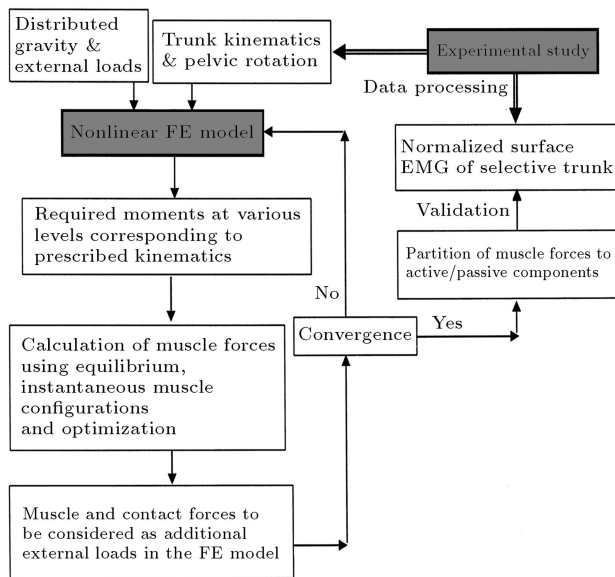 Distributed
gravity &
external loads
Trunk kinematics
& pelvic rotation
Experimental study
Data processing
Nonlinear FE model
Normalized surface
EMG of selective trunk
Validation
Required moments at various
levels corresponding to
prescribed kinematics
Partition of muscle forces to
active/passive components
No
Convergence
Yes
Calculation of muscle forces
using equilibrium,
instantaneous muscle
configurations
and optimization
Muscle and contact forces to
be considered as additional
external loads in the FE model